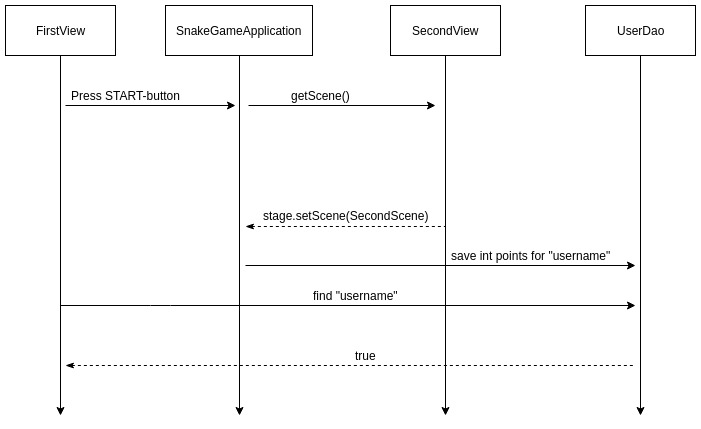 FirstView
SnakeGameApplication
SecondView
UserDao
Press START-button
getScene()
stage.setScene(SecondScene)
save int points for "username"
find "username"
true